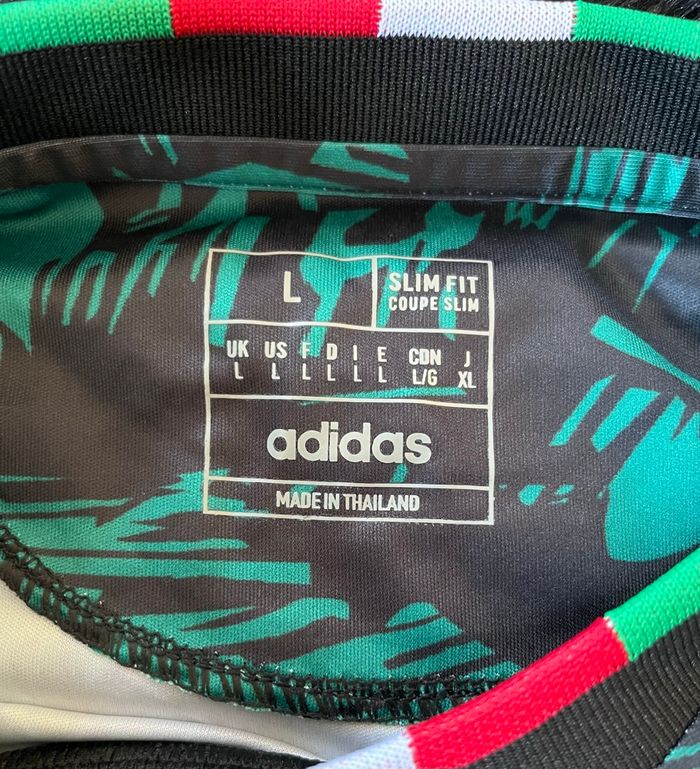 L
SLIM FIT
COUPE SLIM
UK US F D I E CDN J
L L L L L L L/G XL
adidas
MADE IN THAILAND